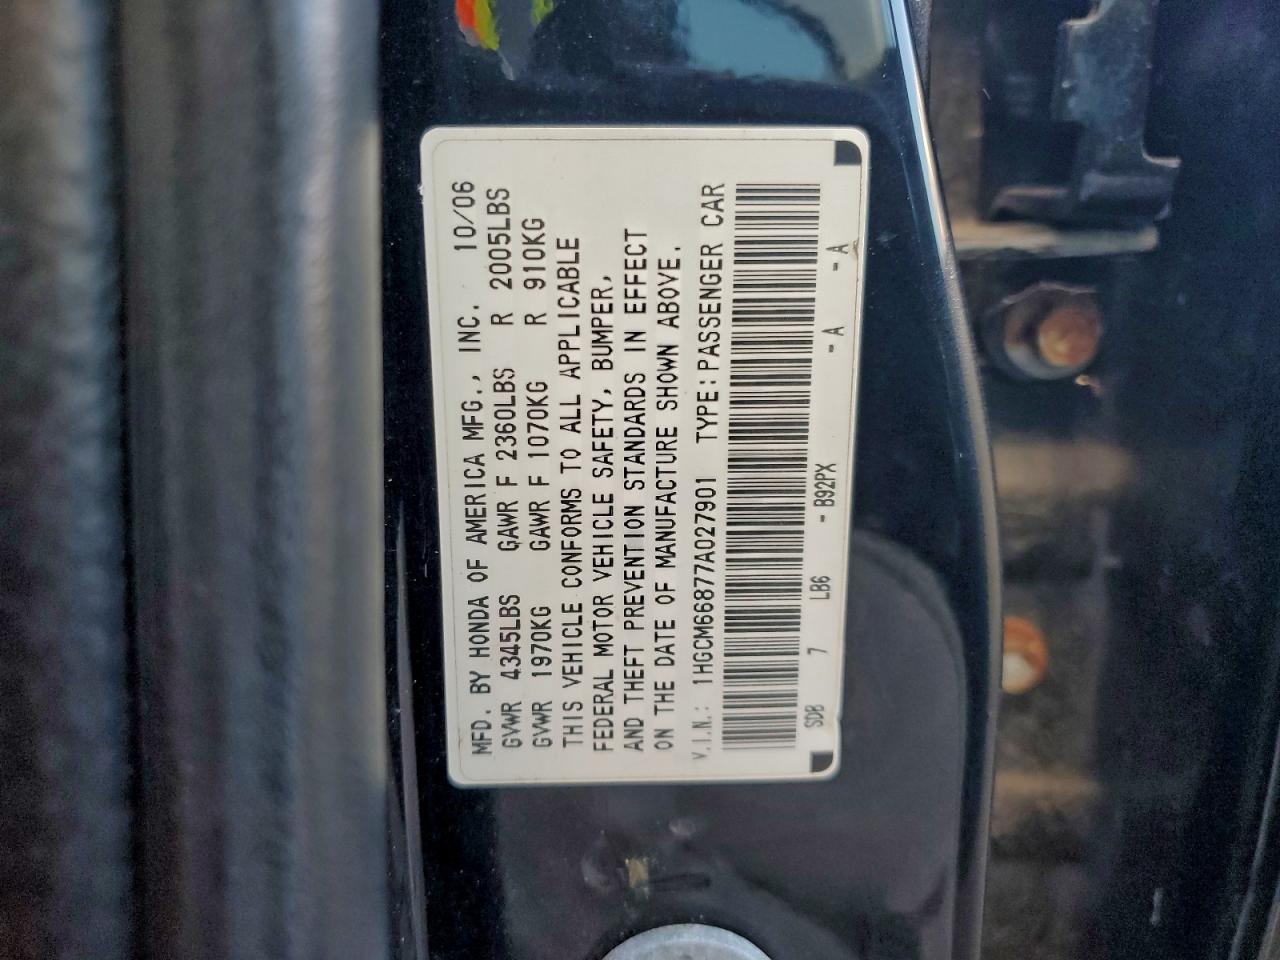 MFD. BY HONDA OF AMERICA MFG., INC. 10/06
GVWR 4345LBS GAWR F 2360LBS R 2005LBS
GVWR 1970KG GAWR F 1070KG R 910KG
THIS VEHICLE CONFORMS TO ALL APPLICABLE
FEDERAL MOTOR VEHICLE SAFETY, BUMPER,
AND THEFT PREVENTION STANDARDS IN EFFECT
ON THE DATE OF MANUFACTURE SHOWN ABOVE.
V.I.N.: 1HGCM66877A027901 TYPE: PASSENGER CAR
SDB 7 LB6 - B92PX - A - A